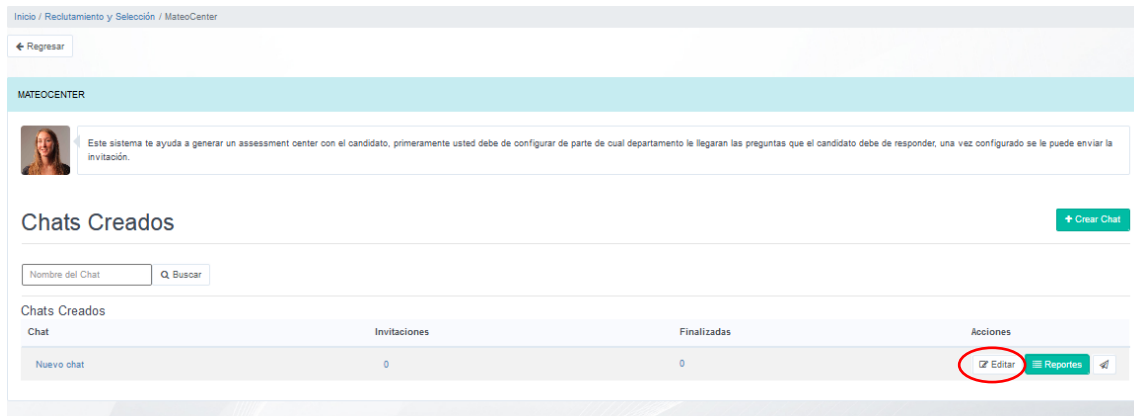 Inicio / Reclutamiento y Selección / MateoCenter
Regresar
MATEOCENTER
Este sistema te ayuda a generar un assessment center con el candidato, primeramente usted debe de configurar de parte de cual departamento le llegaran las preguntas que el candidato debe de responder, una vez configurado se le puede enviar la
invitación.
Chats Creados
+ Crear Chat
Nombre del Chat Buscar
Chats Creados
Chat Invitaciones Finalizadas Acciones
Nuevo chat 0 0 Editar Reportes